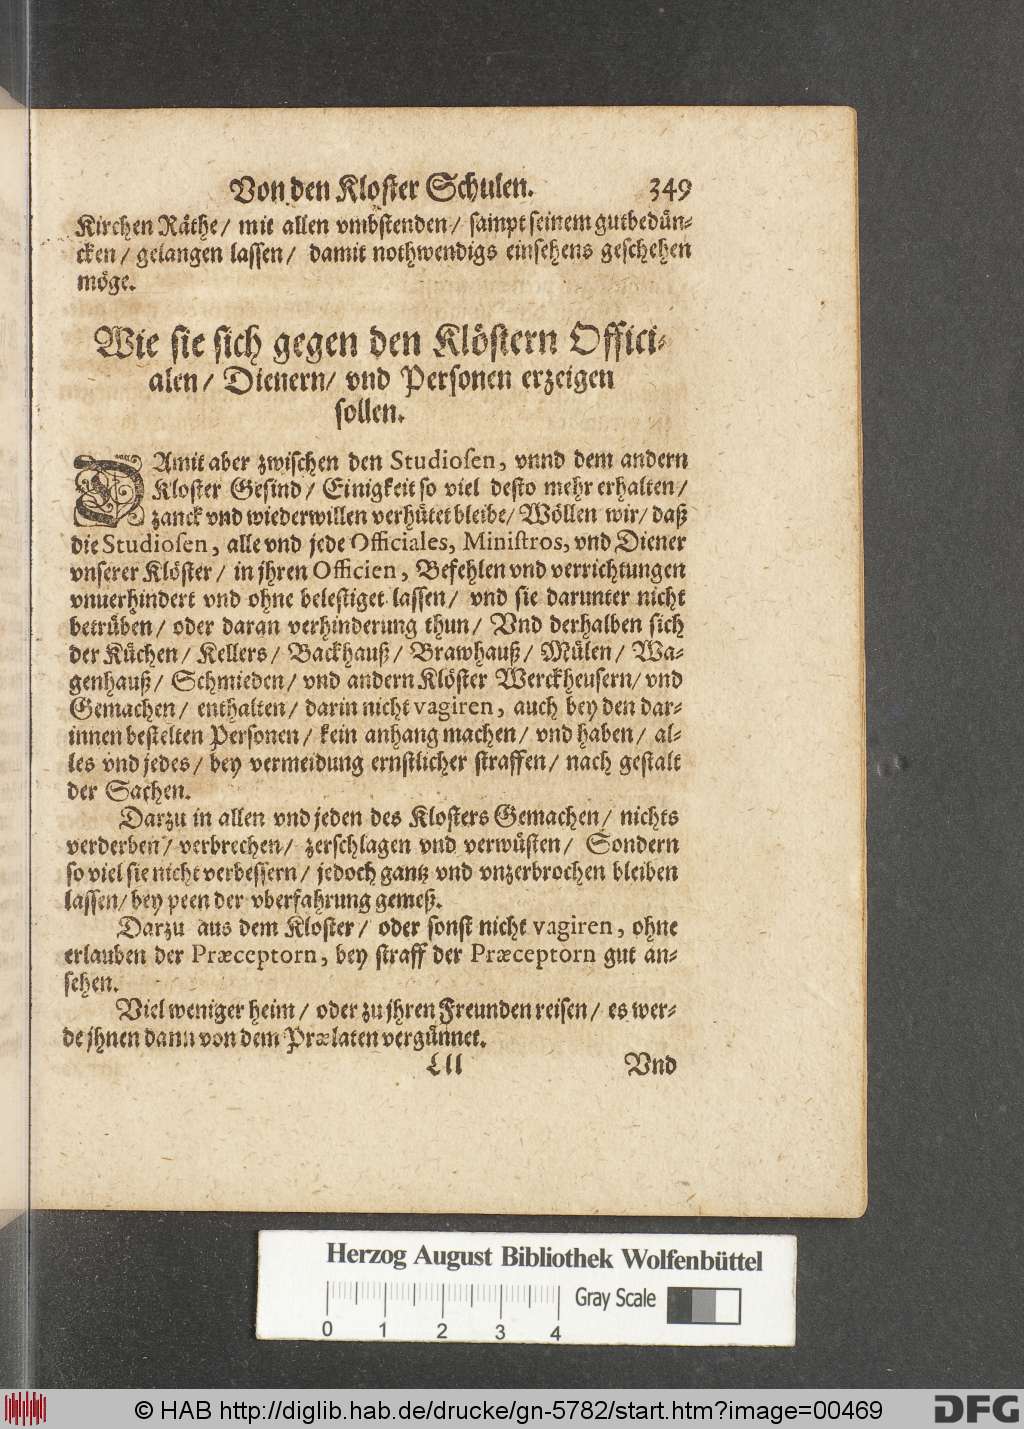 Von den Kloster Schulen. 349
Kirchen Räthe/ mit allen vmbstenden/ sampt seinem gutbedün-
cken/ gelangen lassen/ damit nothwendigs einsehens geschehen
möge.
Wie sie sich gegen den Klöstern Offici-
alen/ Dienern/ vnd Personen erzeigen
sollen.
DAmit aber zwischen den Studiosen, vnnd dem andern
Kloster Gesind/ Einigkeit so viel desto mehr erhalten/
zanck vnd wiederwillen verhütet bleibe/ Wöllen wir/ daß
die Studiosen, alle vnd jede Officiales, Ministros, vnd Diener
vnserer Klöster/ in jhren Officien, Befehlen vnd verrichtungen
vnuerhindert vnd ohne belestiget lassen/ vnd sie darunter nicht
betrüben/ oder daran verhinderung thun/ Vnd derhalben sich
der Küchen/ Kellers/ Backhauß/ Brawhauß/ Mülen/ Wa-
genhauß/ Schmieden/ vnd andern Klöster Werckheusern/ vnd
Gemachen/ enthalten/ darin nicht vagiren, auch bey den dar-
innen bestelten Personen/ kein anhang machen/ vnd haben/ al-
les vnd jedes/ bey vermeidung ernstlicher straffen/ nach gestalt
der Sachen.
Darzu in allen vnd jeden des Klosters Gemachen/ nichts
verderben/ verbrechen/ zerschlagen vnd verwüsten/ Sondern
so viel sie nicht verbessern/ jedoch gantz vnd vnzerbrochen bleiben
lassen/ bey peen der vberfahrung gemeß.
Darzu aus dem Kloster/ oder sonst nicht vagiren, ohne
erlauben der Præceptorn, bey straff der Præceptorn gut an-
sehen.
Viel weniger heim/ oder zu jhren Freunden reisen/ es wer-
de jhnen dann von dem Prælaten vergünnet.
Lll Vnd
Herzog August Bibliothek Wolfenbüttel
Gray Scale
0 1 2 3 4
© HAB http://diglib.hab.de/drucke/gn-5782/start.htm?image=00469
DFG